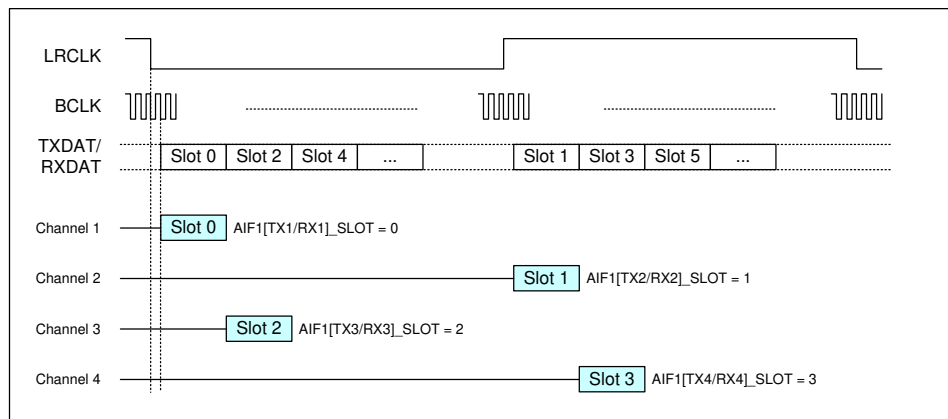 LRCLK
BCLK
TXDAT/
RXDAT
Slot 0 Slot 2 Slot 4 ... Slot 1 Slot 3 Slot 5 ...
Channel 1 Slot 0 AIF1[TX1/RX1]_SLOT = 0
Channel 2 Slot 1 AIF1[TX2/RX2]_SLOT = 1
Channel 3 Slot 2 AIF1[TX3/RX3]_SLOT = 2
Channel 4 Slot 3 AIF1[TX4/RX4]_SLOT = 3